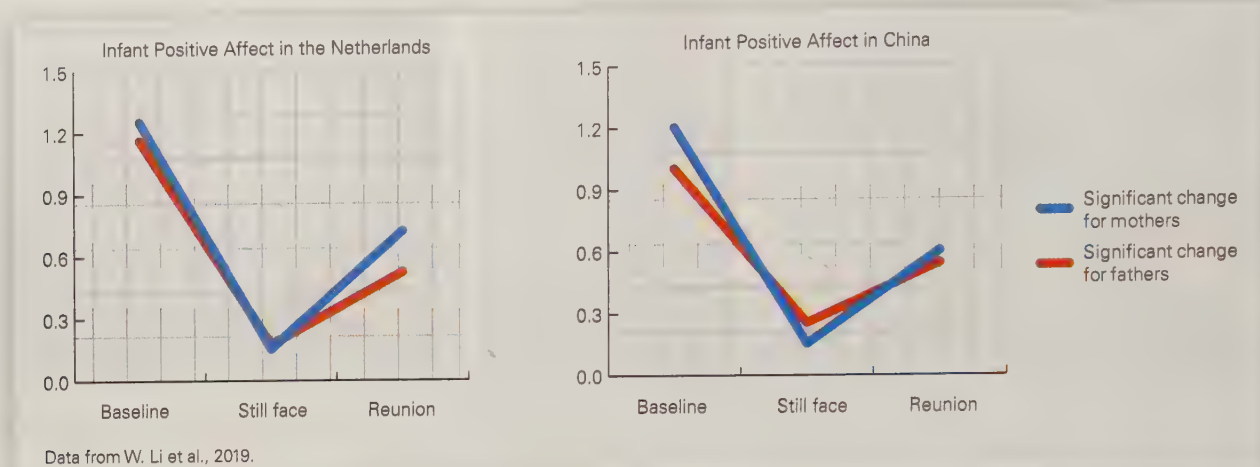 Infant Positive Affect in the Netherlands
1.5
1.2
0.9
0.6
0.3
0.0
Baseline Still face Reunion
Infant Positive Affect in China
1.5
1.2
0.9
0.6
0.3
0.0
Baseline Still face Reunion
Significant change
for mothers
Significant change
for fathers
Data from W. Li et al., 2019.